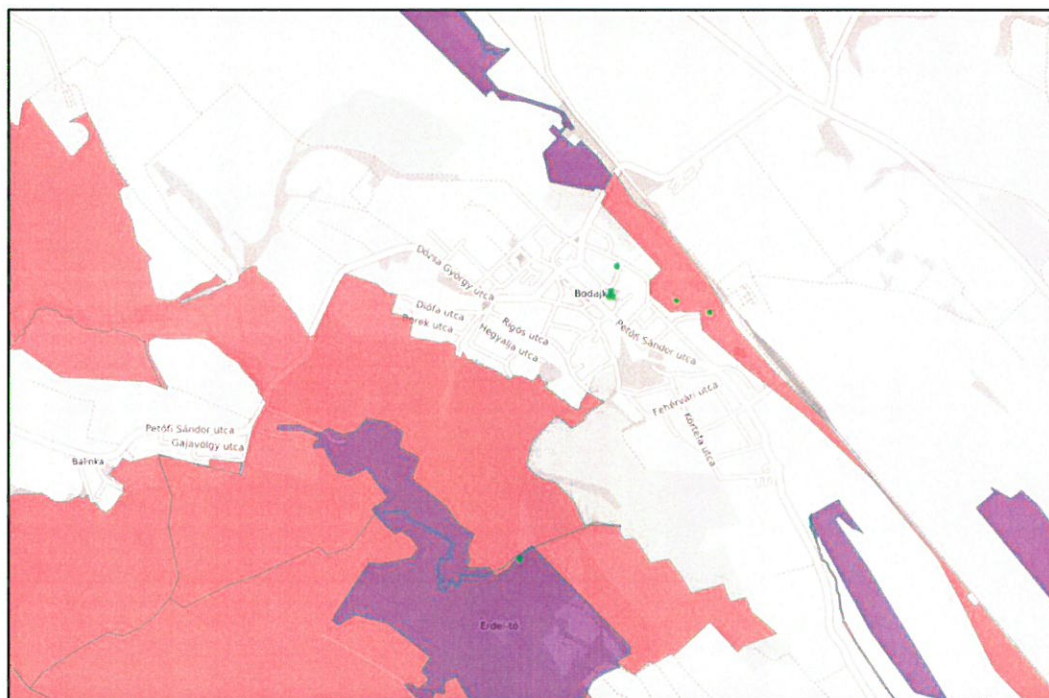 Dózsa György utca
Bodajk
Diófa utca
Berek utca
Rigós utca
Hegyalja utca
Petőfi Sándor utca
Fehérvári utca
Körtefa utca
Petőfi Sándor utca
Gajavölgy utca
Balinka
Erdei-tó